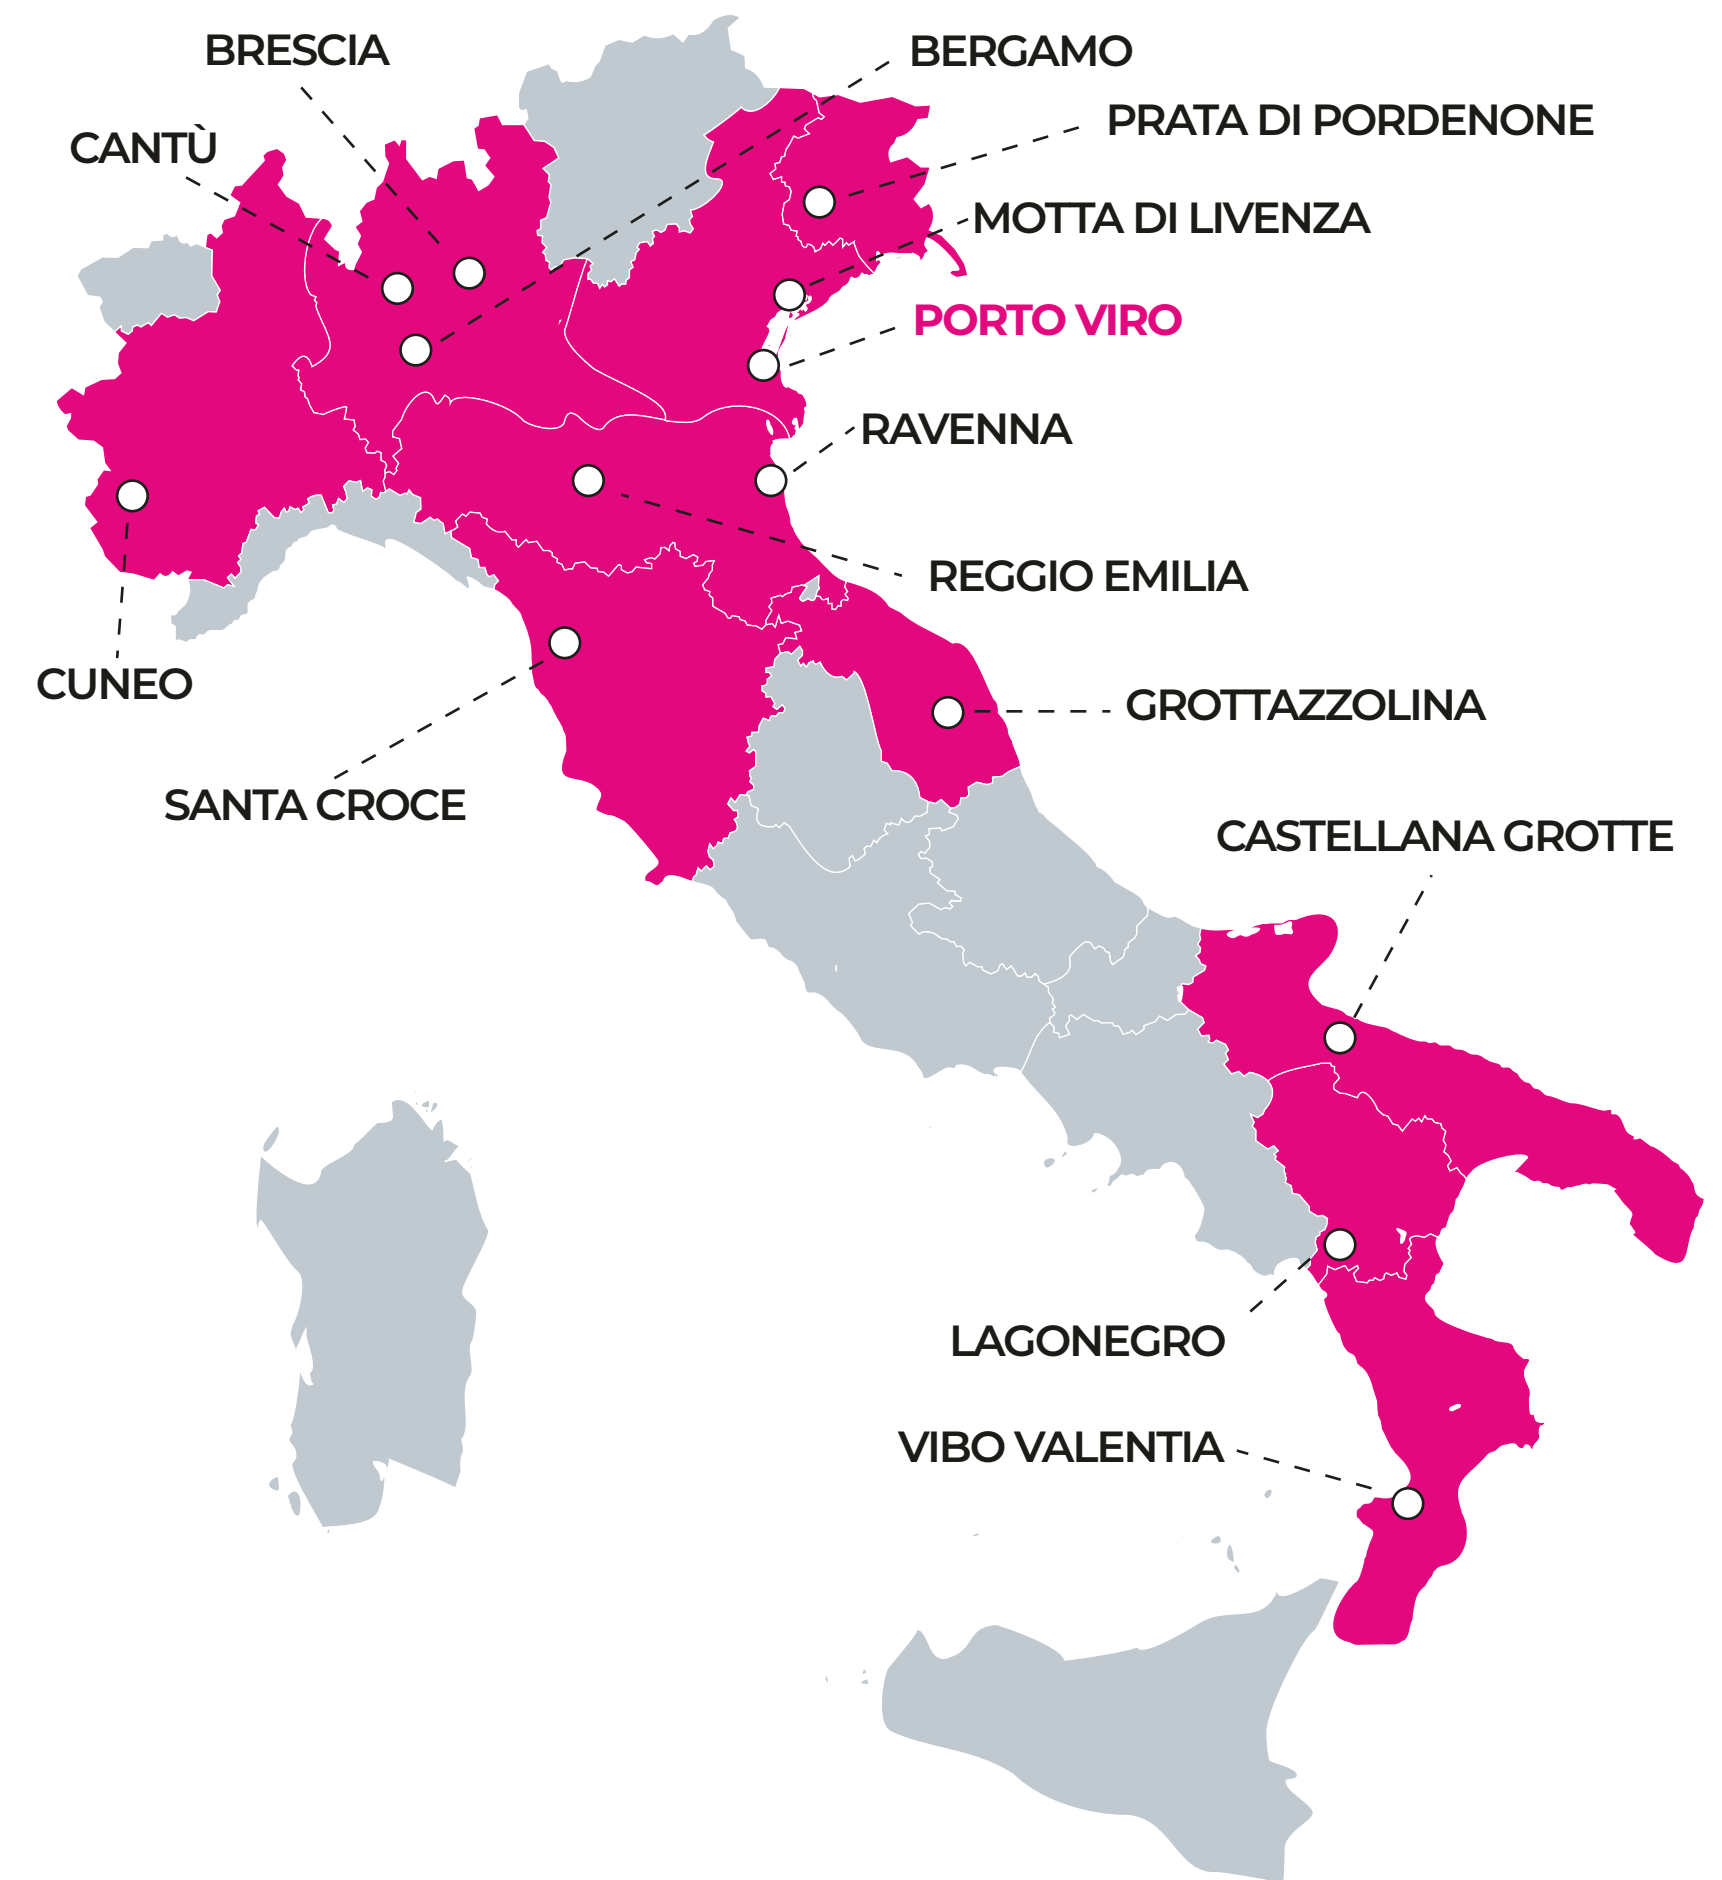 BRESCIA
BERGAMO
PRATA DI PORDENONE
CANTÙ
MOTTA DI LIVENZA
PORTO VIRO
RAVENNA
REGGIO EMILIA
CUNEO
GROTTAZZOLINA
SANTA CROCE
CASTELLANA GROTTE
LAGONEGRO
VIBO VALENTIA